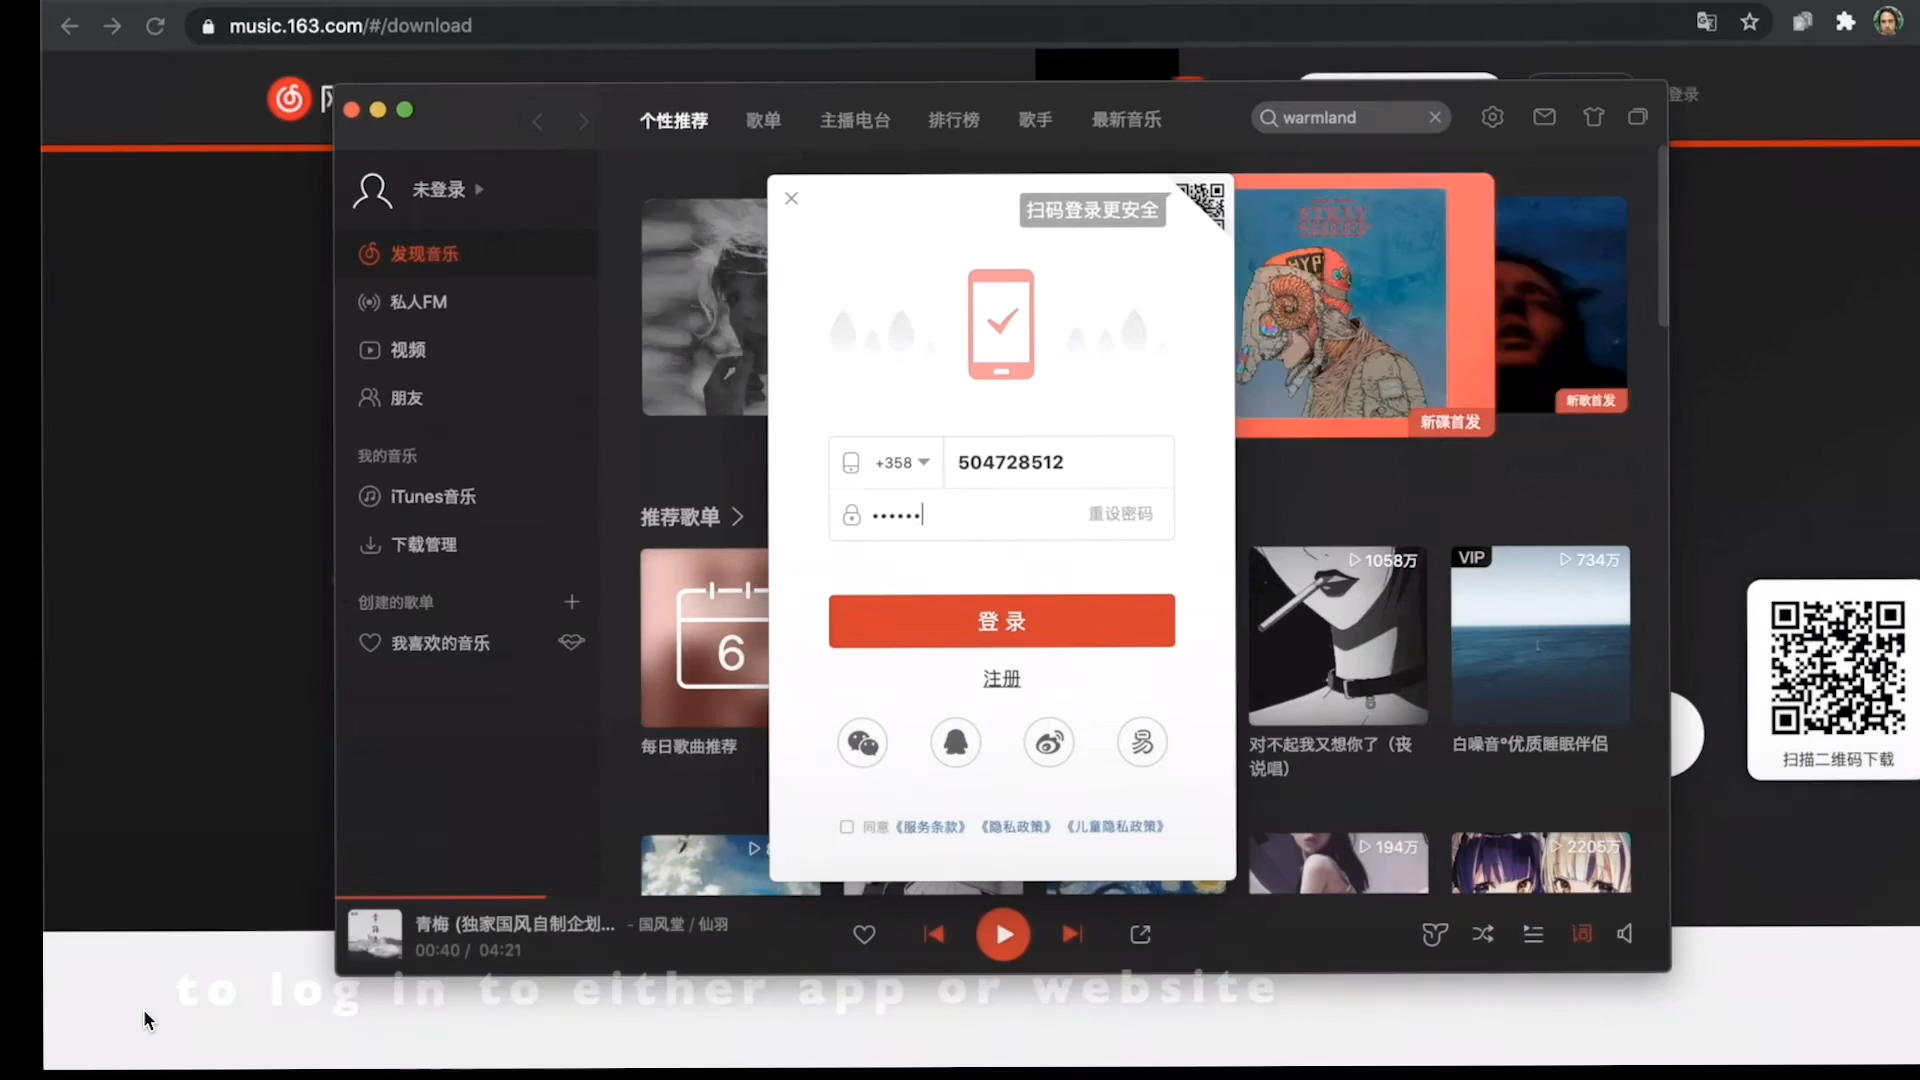 music.163.com/#/download
登录
个性推荐 歌单 主播电台 排行榜 歌手 最新音乐
warmland
未登录
发现音乐
私人FM
视频
朋友
我的音乐
iTunes音乐
下载管理
创建的歌单
我喜欢的音乐
扫码登录更安全
+358 504728512
••••••
重设密码
登 录
注册
同意《服务条款》《隐私政策》《儿童隐私政策》
STRAY
SHEEP
HYP
新碟首发
新歌首发
推荐歌单
6
每日歌曲推荐
1058万
对不起我又想你了（丧
说唱）
VIP
734万
白噪音°优质睡眠伴侣
194万
2205万
扫描二维码下载
青梅 (独家国风自制企划... - 国风堂 / 仙羽
00:40 / 04:21
词
to log in to either app or website